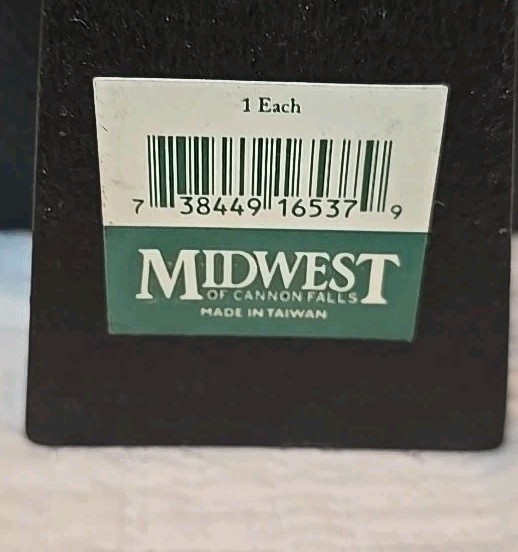 1 Each
7 38449 16537 9
MIDWEST
OF CANNON FALLS
MADE IN TAIWAN